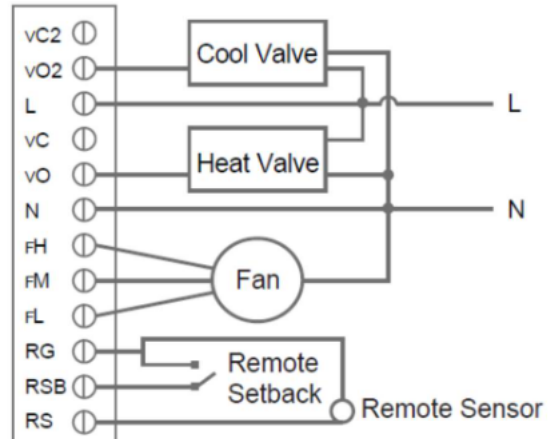 vC2
vO2
L
vC
vO
N
fH
fM
fL
RG
RSB
RS
Cool Valve
Heat Valve
Fan
Remote
Setback
Remote Sensor
L
N